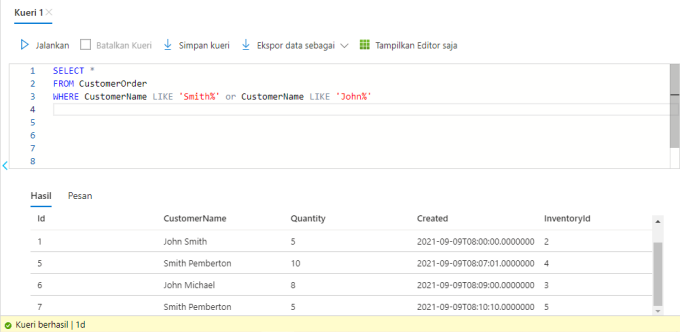 Kueri 1
Jalankan Batalkan Kueri Simpan kueri Ekspor data sebagai Tampilkan Editor saja
1 SELECT *
2 FROM CustomerOrder
3 WHERE CustomerName LIKE 'Smith%' or CustomerName LIKE 'John%'
4
5
6
7
8
Hasil Pesan
Id CustomerName Quantity Created InventoryId
1 John Smith 5 2021-09-09T08:00:00.0000000 2
5 Smith Pemberton 10 2021-09-09T08:07:01.0000000 4
6 John Michael 8 2021-09-09T08:09:00.0000000 3
7 Smith Pemberton 5 2021-09-09T08:10:10.0000000 5
Kueri berhasil | 1d